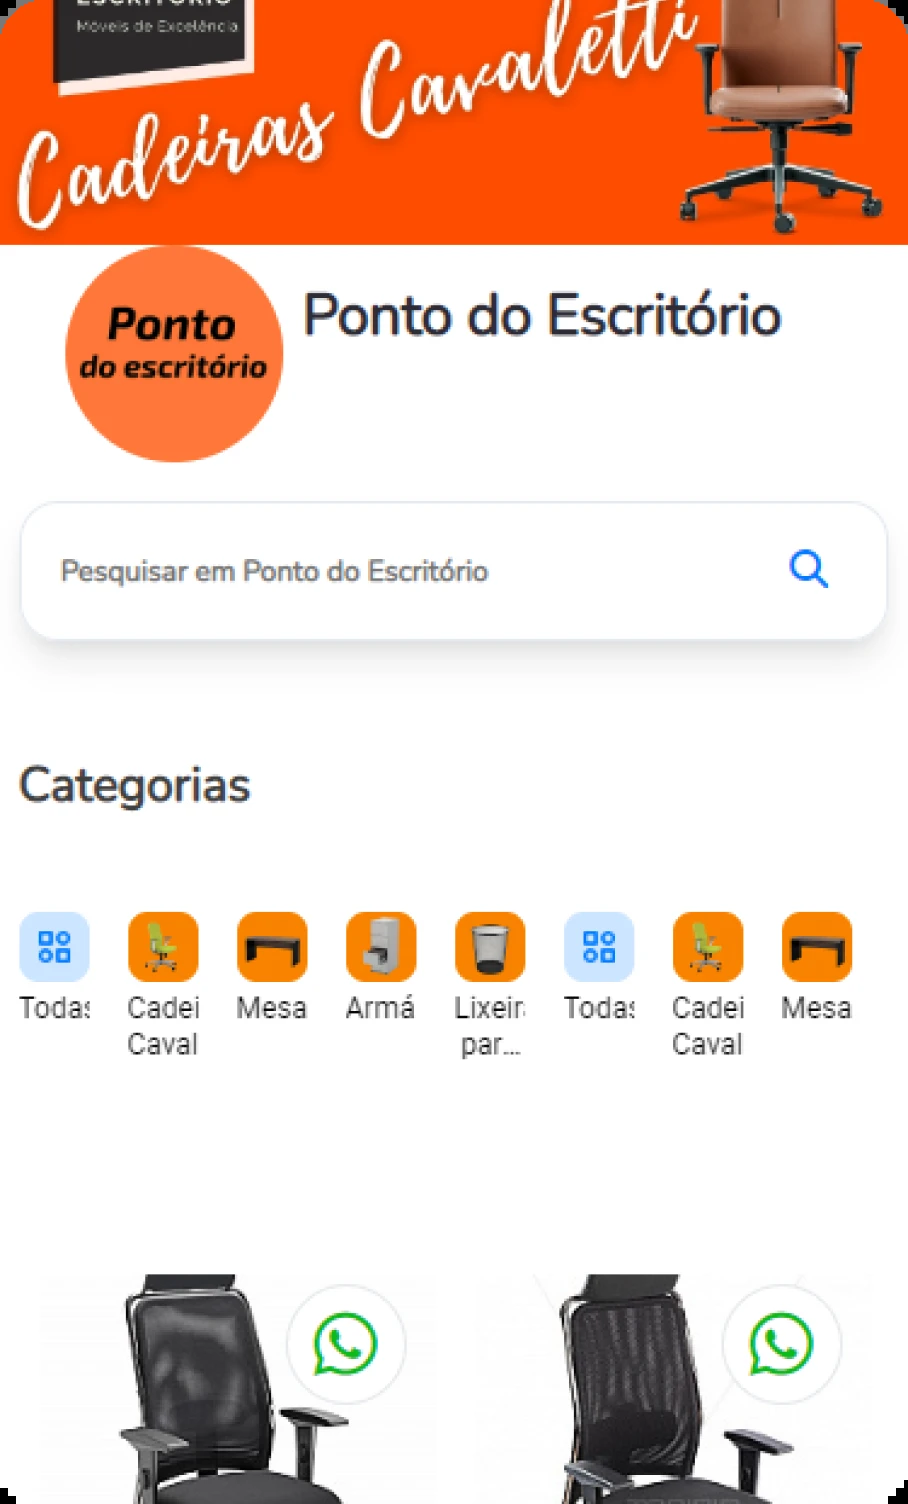 ESCRITÓRIO
Móveis de Excelência
Cadeiras Cavaletti
Ponto
do escritório
Ponto do Escritório
Pesquisar em Ponto do Escritório
Categorias
Todas Cadei Mesa Armá Lixeir Todas Cadei Mesa
Caval par... Caval